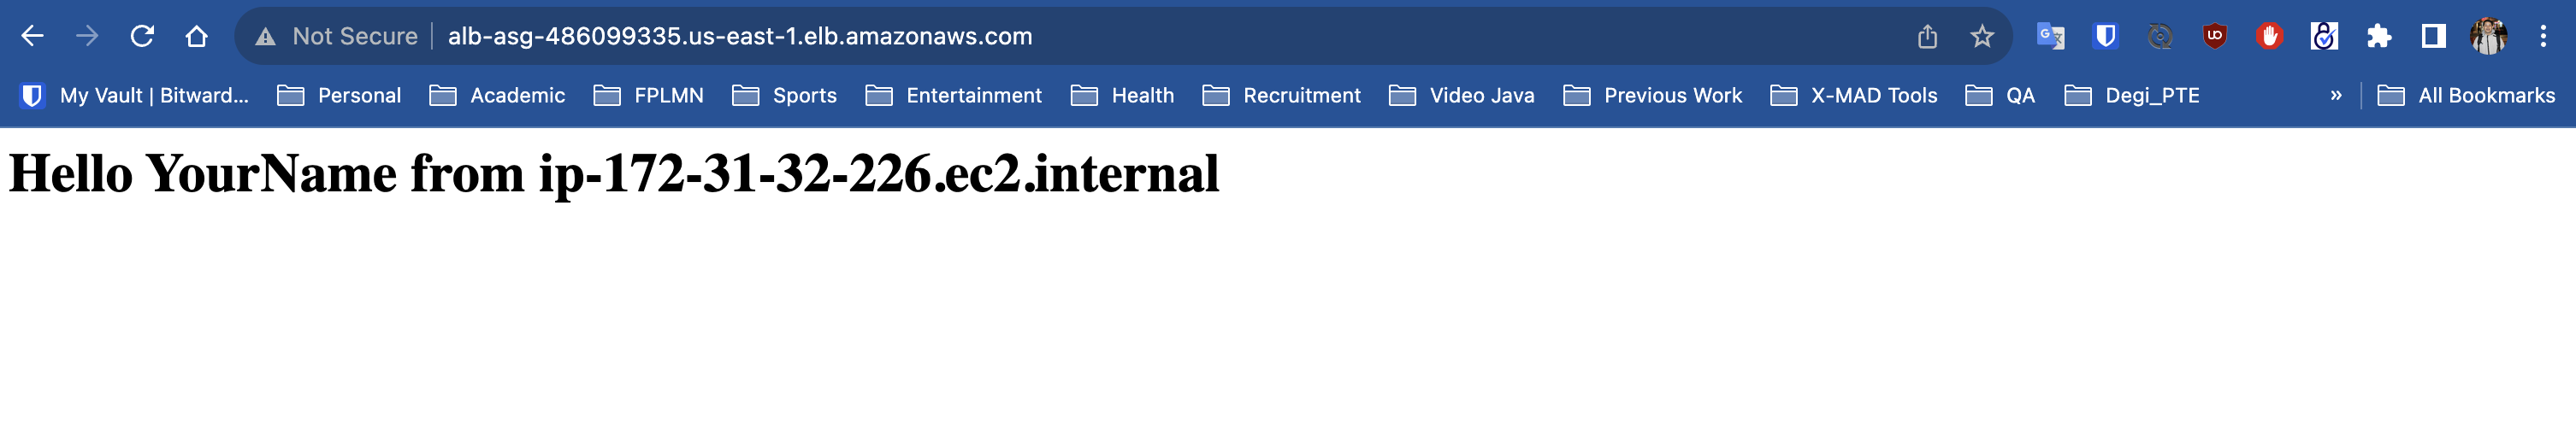 Not Secure alb-asg-486099335.us-east-1.elb.amazonaws.com
My Vault | Bitward... Personal Academic FPLMN Sports Entertainment Health Recruitment Video Java Previous Work X-MAD Tools QA Degi_PTE » All Bookmarks
Hello YourName from ip-172-31-32-226.ec2.internal